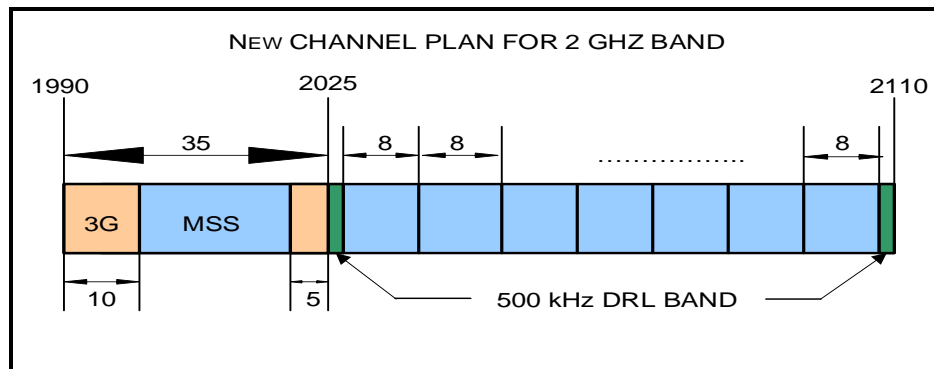 NEW CHANNEL PLAN FOR 2 GHZ BAND
1990 2025 2110
35 8 8 ................... 8
3G MSS
10 5 500 kHz DRL BAND